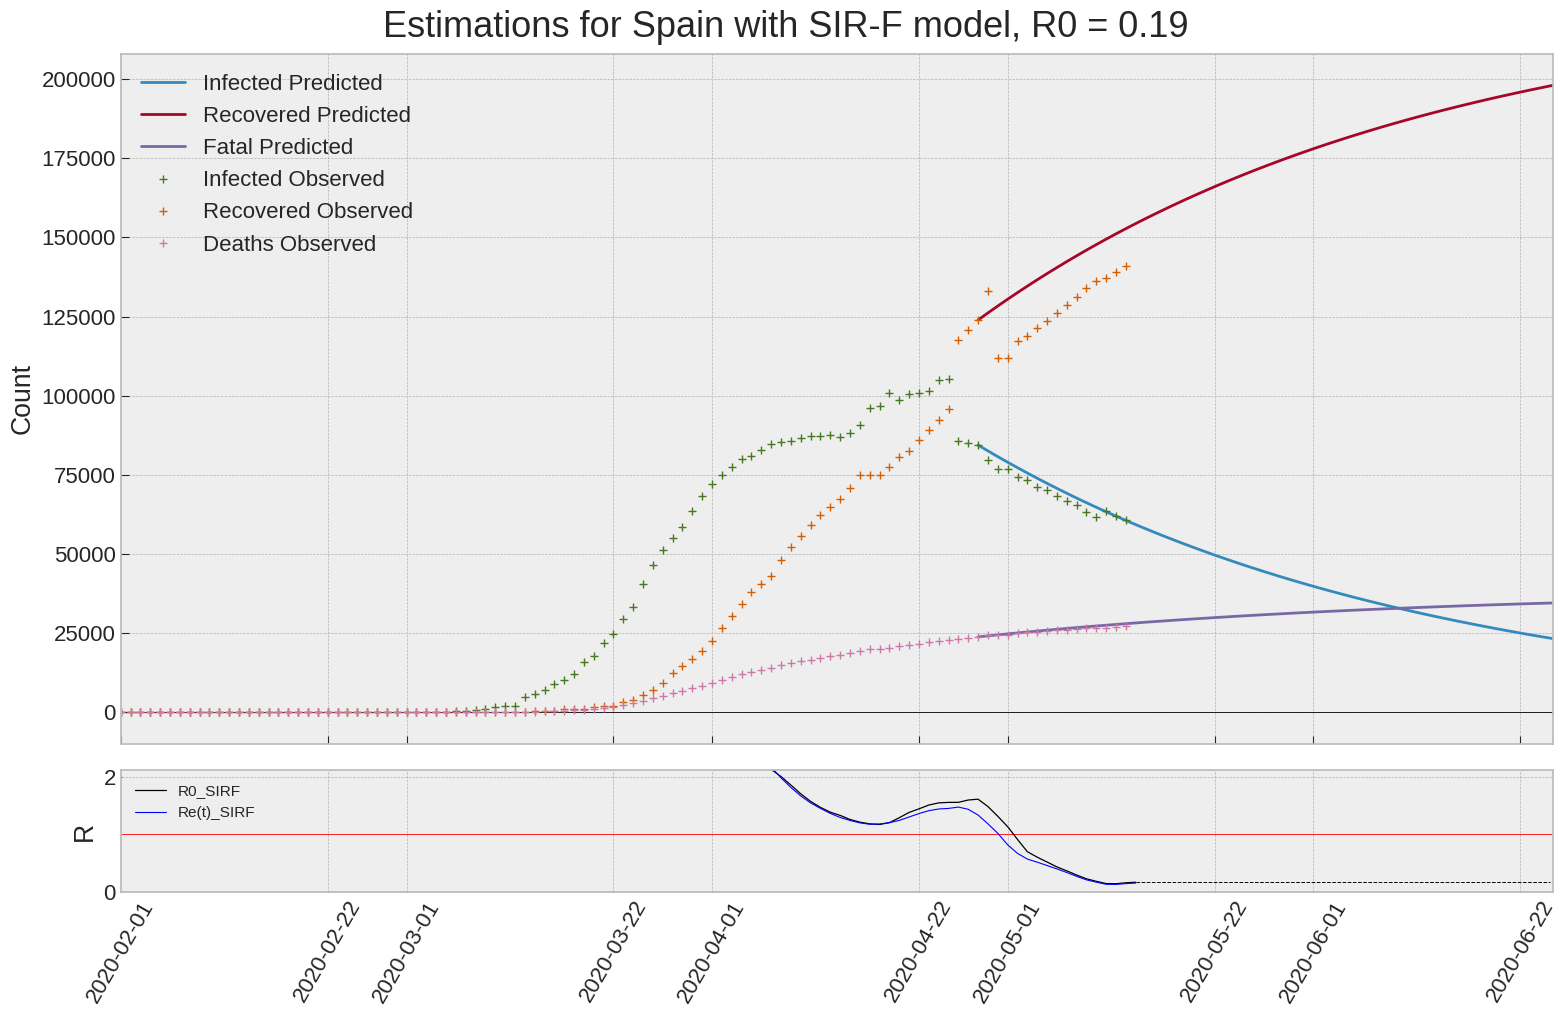 Estimations for Spain with SIR-F model, R0 = 0.19
Count
200000
175000
150000
125000
100000
75000
50000
25000
0
Infected Predicted
Recovered Predicted
Fatal Predicted
Infected Observed
Recovered Observed
Deaths Observed
R
2
0
R0_SIRF
Re(t)_SIRF
2020-02-01
2020-02-22
2020-03-01
2020-03-22
2020-04-01
2020-04-22
2020-05-01
2020-05-22
2020-06-01
2020-06-22